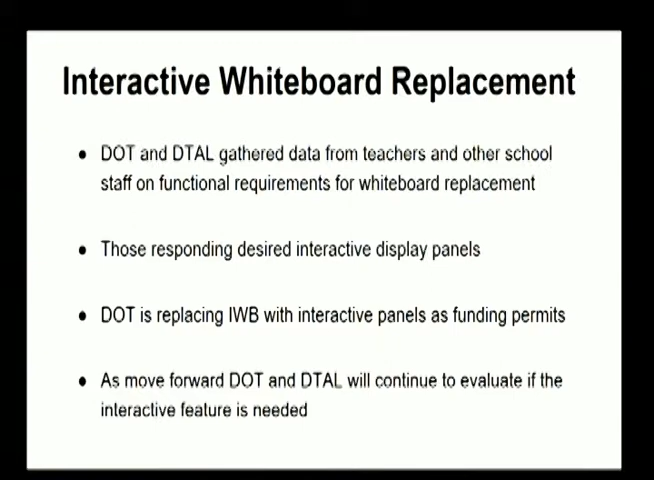 Interactive Whiteboard Replacement
● DOT and DTAL gathered data from teachers and other school
staff on functional requirements for whiteboard replacement
● Those responding desired interactive display panels
● DOT is replacing IWB with interactive panels as funding permits
● As move forward DOT and DTAL will continue to evaluate if the
interactive feature is needed